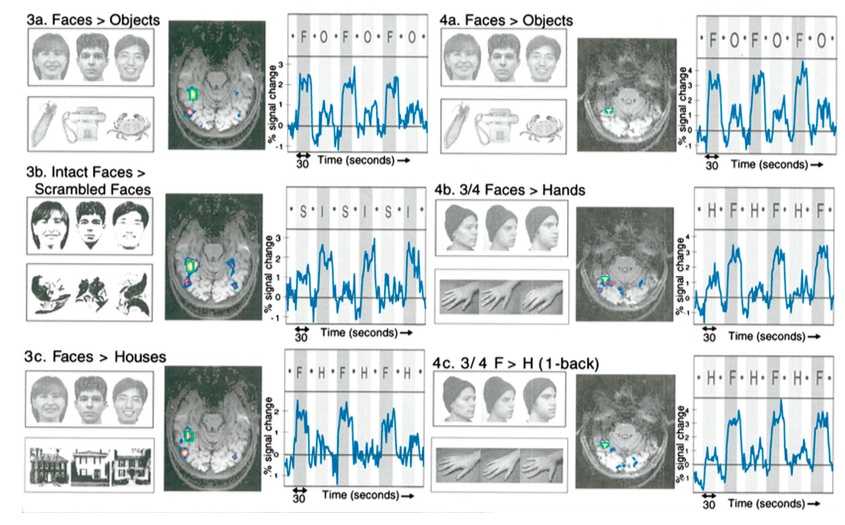 3a. Faces > Objects
• F • O • F • O • F • O •
% signal change
3
2
1
0
-1
Time (seconds) →
30
3b. Intact Faces >
Scrambled Faces
• S • I • S • I • S • I •
% signal change
3
2
1
0
-1
Time (seconds) →
30
3c. Faces > Houses
• F • H • F • H • F • H •
% signal change
2
1
0
-1
Time (seconds) →
30
4a. Faces > Objects
• F • O • F • O • F • O •
% signal change
4
3
2
1
0
-1
Time (seconds) →
30
4b. 3/4 Faces > Hands
• H • F • H • F • H • F •
% signal change
4
3
2
1
0
-1
Time (seconds) →
30
4c. 3/4 F > H (1-back)
• H • F • H • F • H • F •
% signal change
4
3
2
1
0
1
Time (seconds) →
30